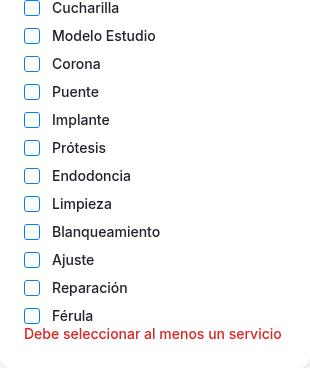 Cucharilla
Modelo Estudio
Corona
Puente
Implante
Prótesis
Endodoncia
Limpieza
Blanqueamiento
Ajuste
Reparación
Férula
Debe seleccionar al menos un servicio